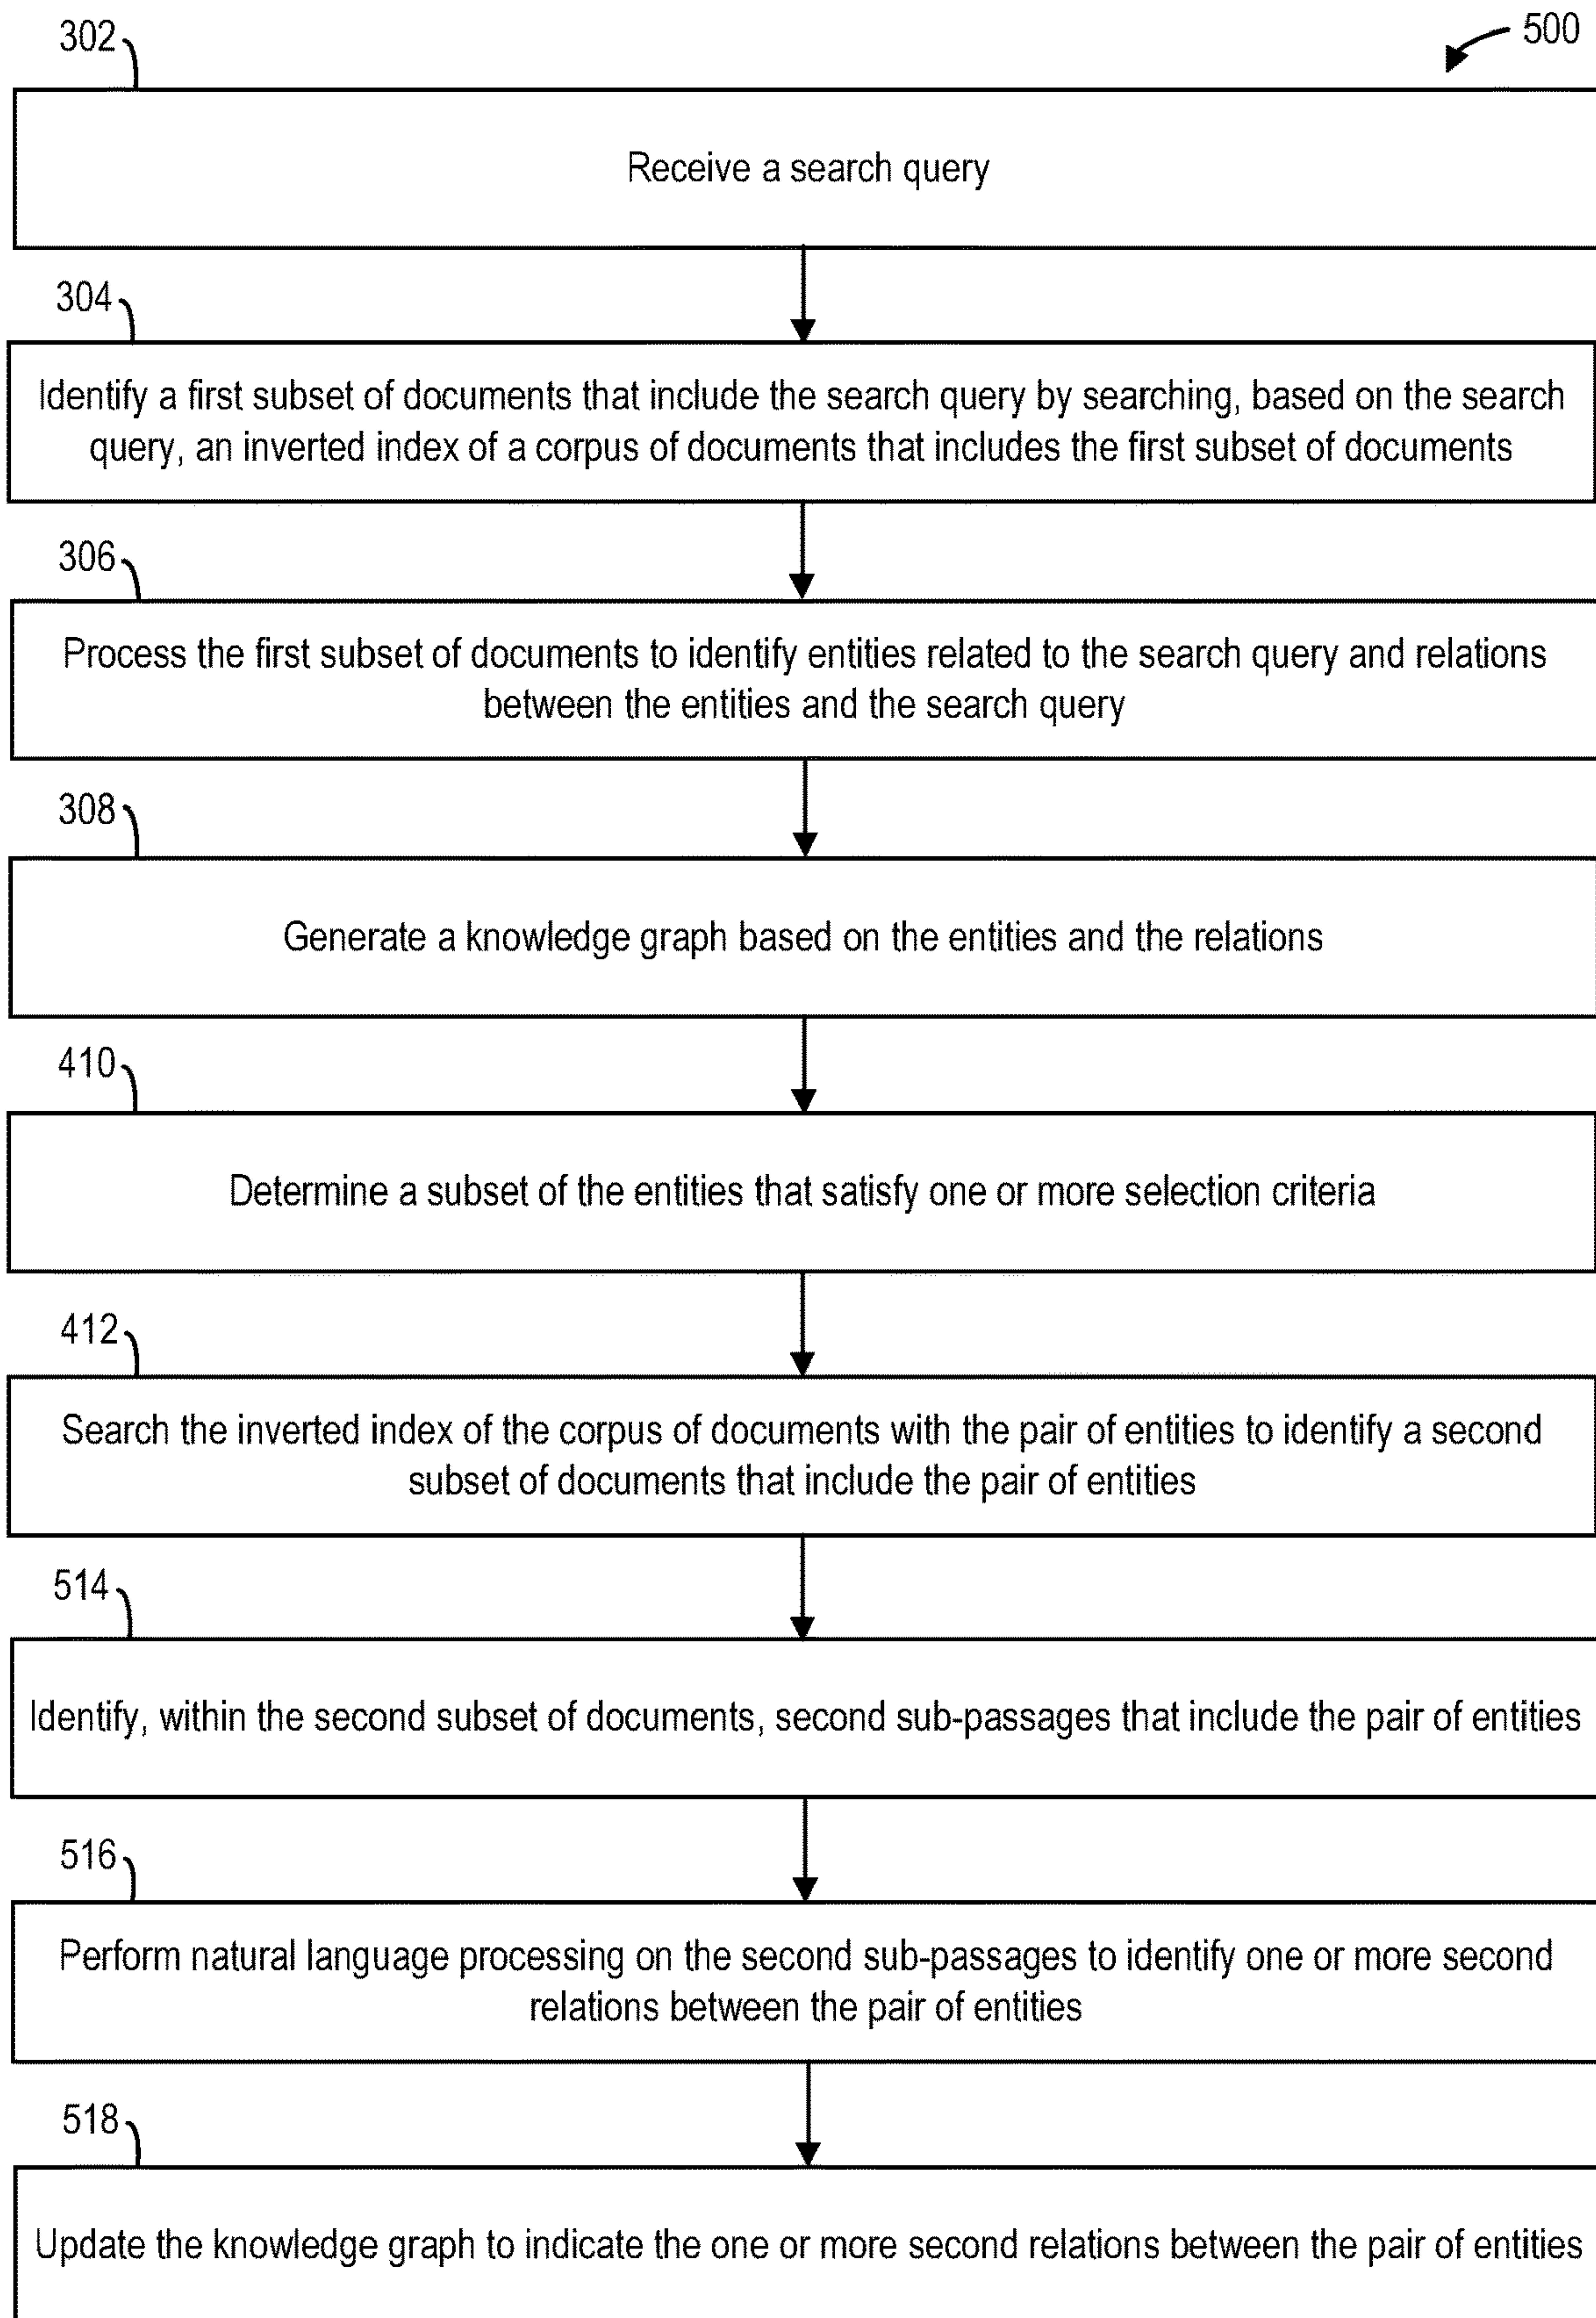 302
500
Receive a search query
304
Identify a first subset of documents that include the search query by searching, based on the search
query, an inverted index of a corpus of documents that includes the first subset of documents
306
Process the first subset of documents to identify entities related to the search query and relations
between the entities and the search query
308
Generate a knowledge graph based on the entities and the relations
410
Determine a subset of the entities that satisfy one or more selection criteria
412
Search the inverted index of the corpus of documents with the pair of entities to identify a second
subset of documents that include the pair of entities
514
Identify, within the second subset of documents, second sub-passages that include the pair of entities
516
Perform natural language processing on the second sub-passages to identify one or more second
relations between the pair of entities
518
Update the knowledge graph to indicate the one or more second relations between the pair of entities